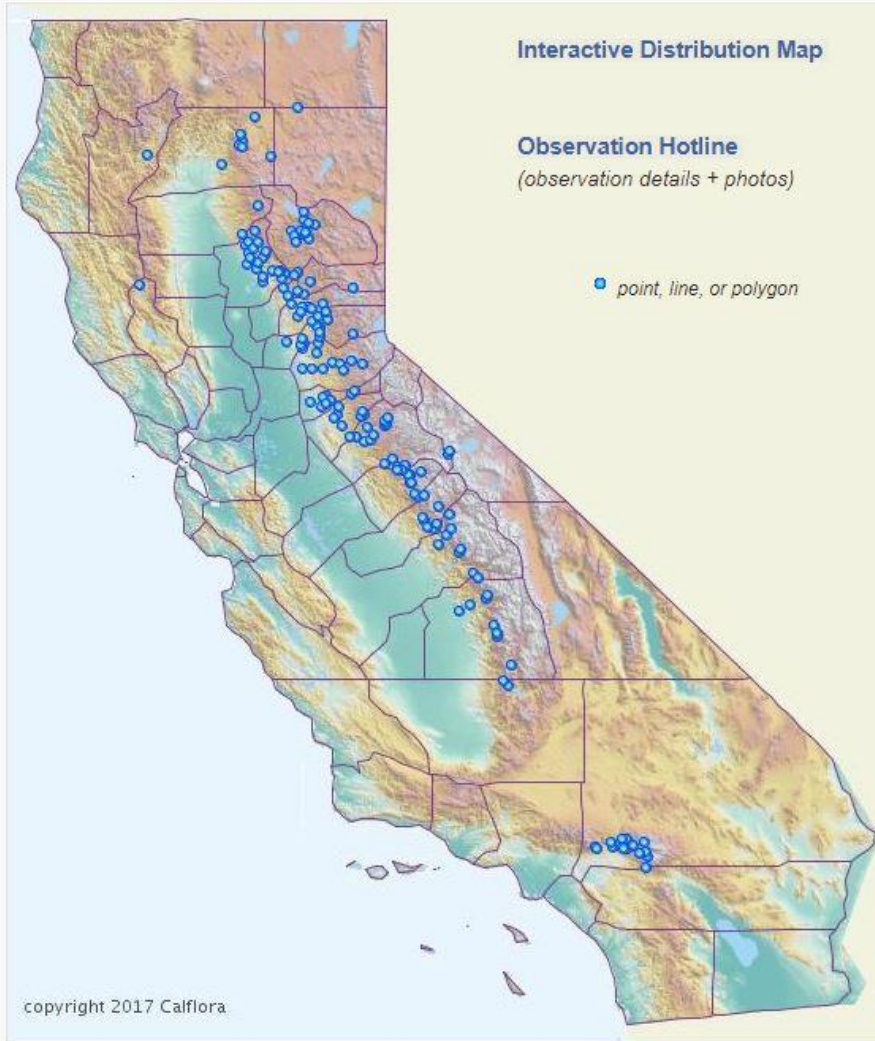 Interactive Distribution Map
Observation Hotline
(observation details + photos)
point, line, or polygon
copyright 2017 Calflora